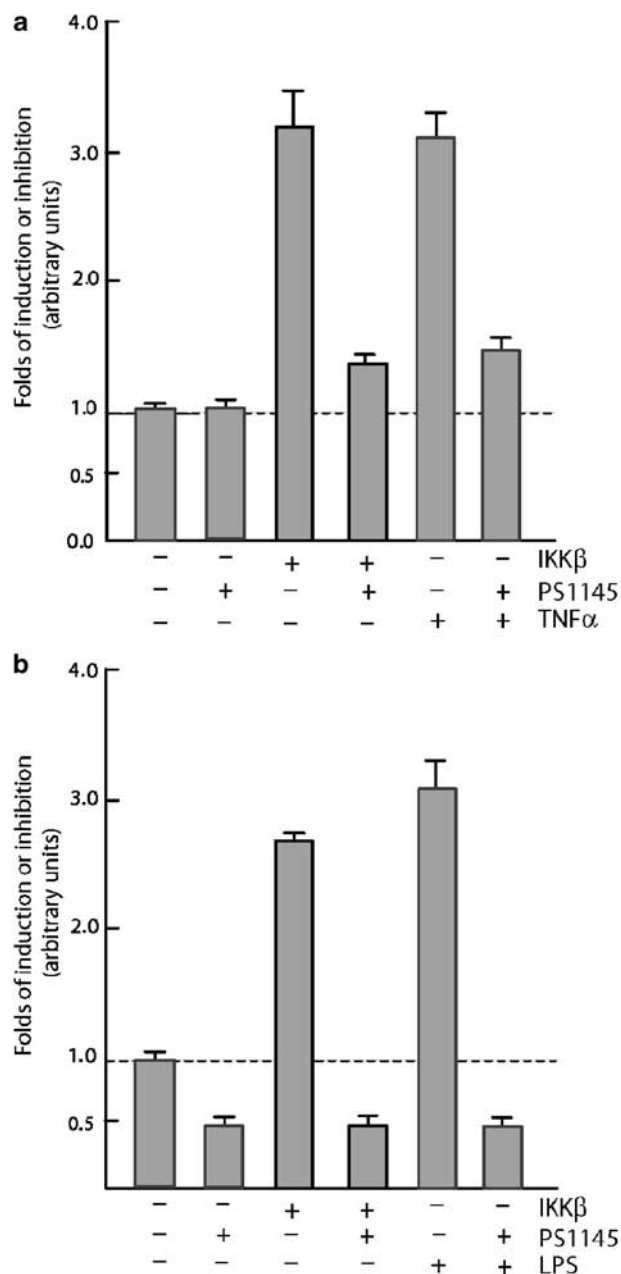 a
Folds of induction or inhibition
(arbitrary units)
4.0
3.0
2.0
1.0
0.5
0.0
– – + + – – IKKβ
– + – + – + PS1145
– – – – + + TNFα
b
Folds of induction or inhibition
(arbitrary units)
4.0
3.0
2.0
1.0
0.5
– – + + – – IKKβ
– + – + – + PS1145
– – – – + + LPS